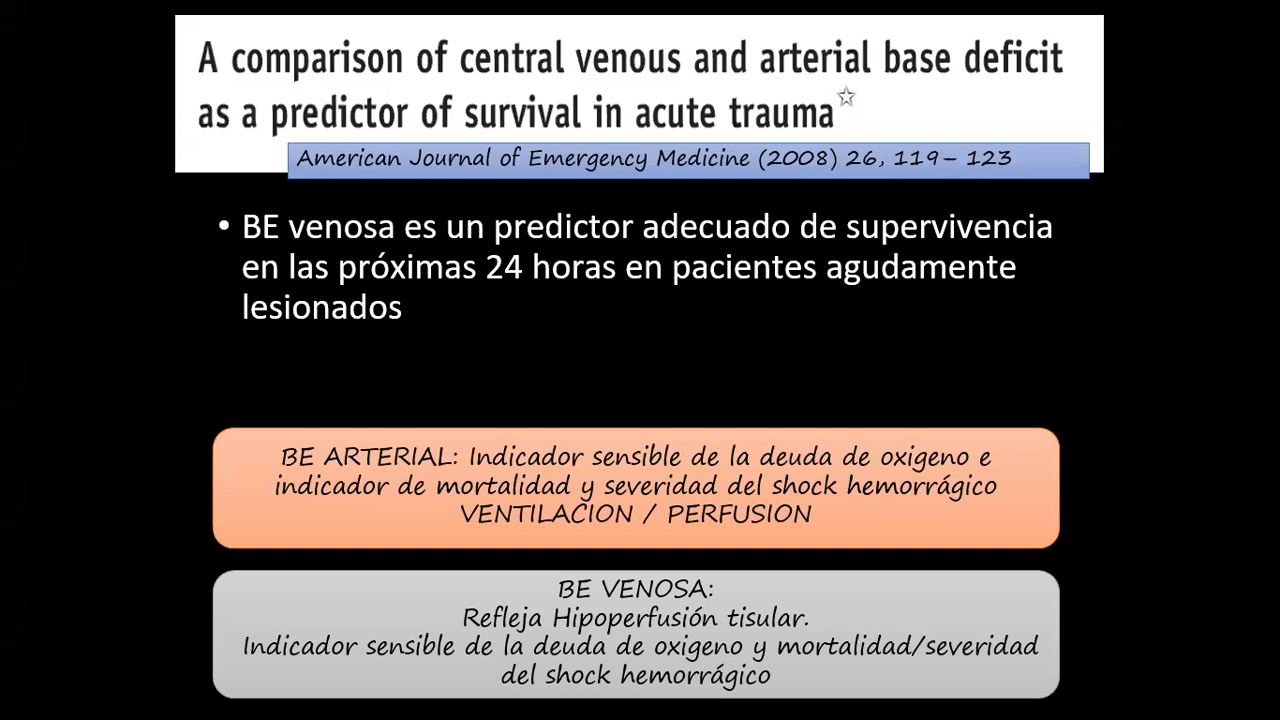 A comparison of central venous and arterial base deficit
as a predictor of survival in acute trauma☆
American Journal of Emergency Medicine (2008) 26, 119– 123
• BE venosa es un predictor adecuado de supervivencia
en las próximas 24 horas en pacientes agudamente
lesionados
BE ARTERIAL: Indicador sensible de la deuda de oxigeno e
indicador de mortalidad y severidad del shock hemorrágico
VENTILACION / PERFUSION
BE VENOSA:
Refleja Hipoperfusión tisular.
Indicador sensible de la deuda de oxigeno y mortalidad/severidad
del shock hemorrágico